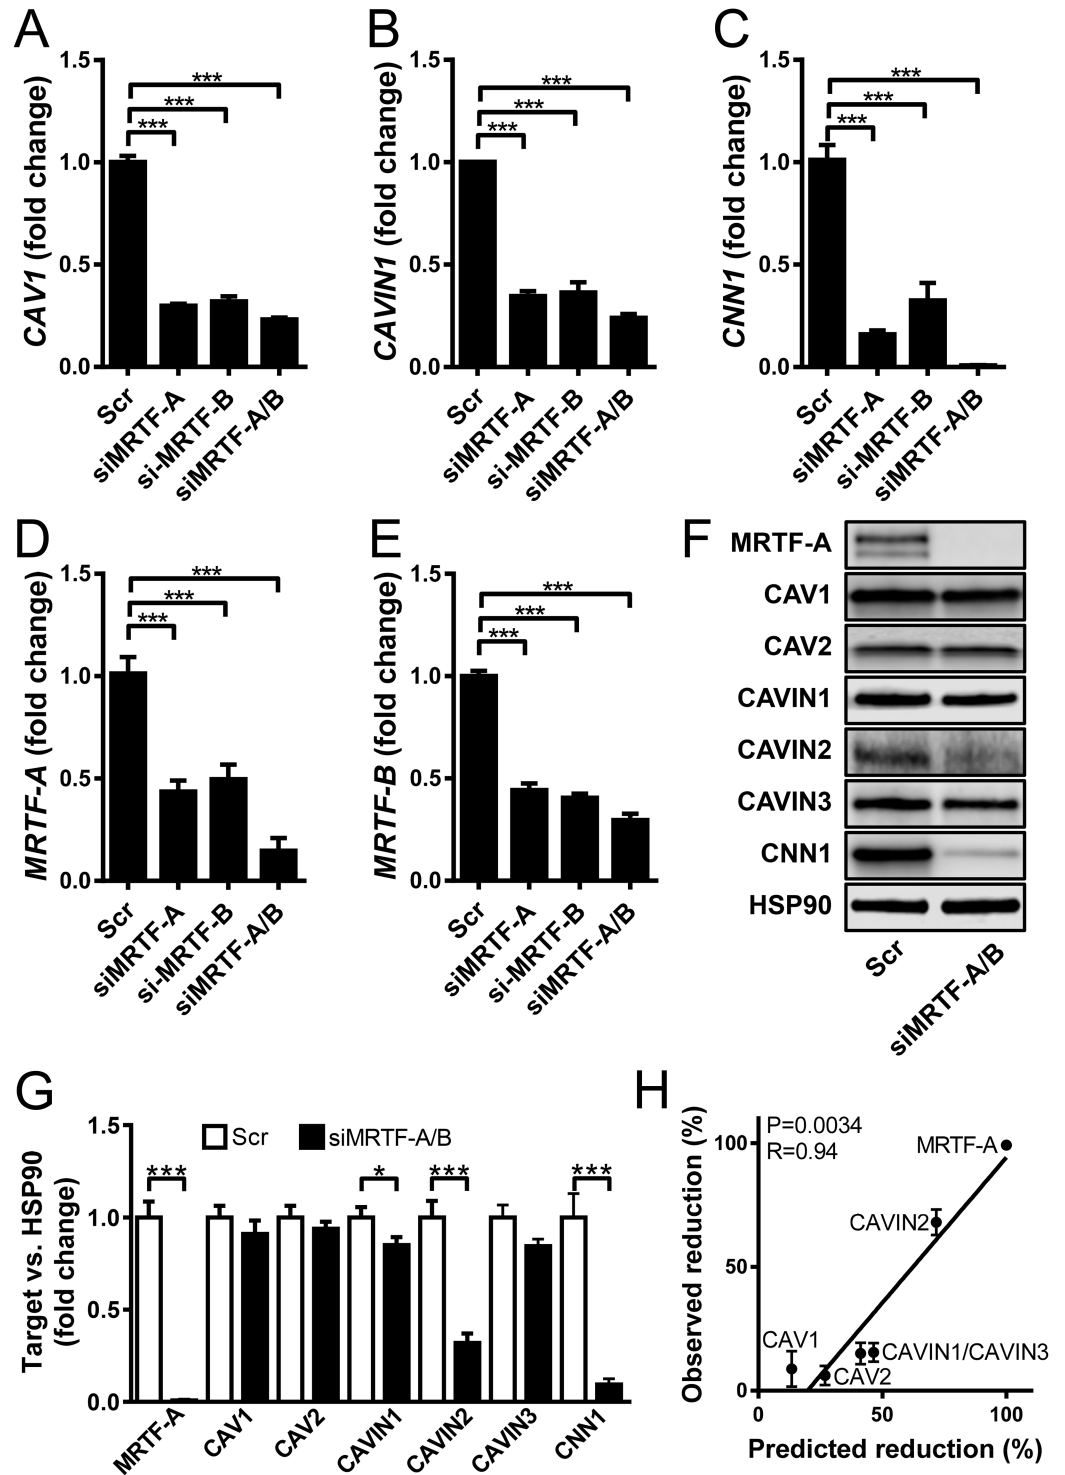 A
CAV1 (fold change)
1.5
1.0
0.5
0.0
***
***
***
Scr
siMRTF-A
si-MRTF-B
siMRTF-A/B
B
CAVIN1 (fold change)
1.5
1.0
0.5
0.0
***
***
***
Scr
siMRTF-A
si-MRTF-B
siMRTF-A/B
C
CNN1 (fold change)
1.5
1.0
0.5
0.0
***
***
***
Scr
siMRTF-A
si-MRTF-B
siMRTF-A/B
D
MRTF-A (fold change)
1.5
1.0
0.5
0.0
***
***
***
Scr
siMRTF-A
si-MRTF-B
siMRTF-A/B
E
MRTF-B (fold change)
1.5
1.0
0.5
0.0
***
***
***
Scr
siMRTF-A
si-MRTF-B
siMRTF-A/B
F
MRTF-A
CAV1
CAV2
CAVIN1
CAVIN2
CAVIN3
CNN1
HSP90
Scr
siMRTF-A/B
G
Target vs. HSP90
(fold change)
1.5
1.0
0.5
0.0
Scr
siMRTF-A/B
***
*
***
***
MRTF-A
CAV1
CAV2
CAVIN1
CAVIN2
CAVIN3
CNN1
H
Observed reduction (%)
100
50
0
P=0.0034
R=0.94
MRTF-A
CAVIN2
CAV1
CAVIN1/CAVIN3
CAV2
0
50
100
Predicted reduction (%)